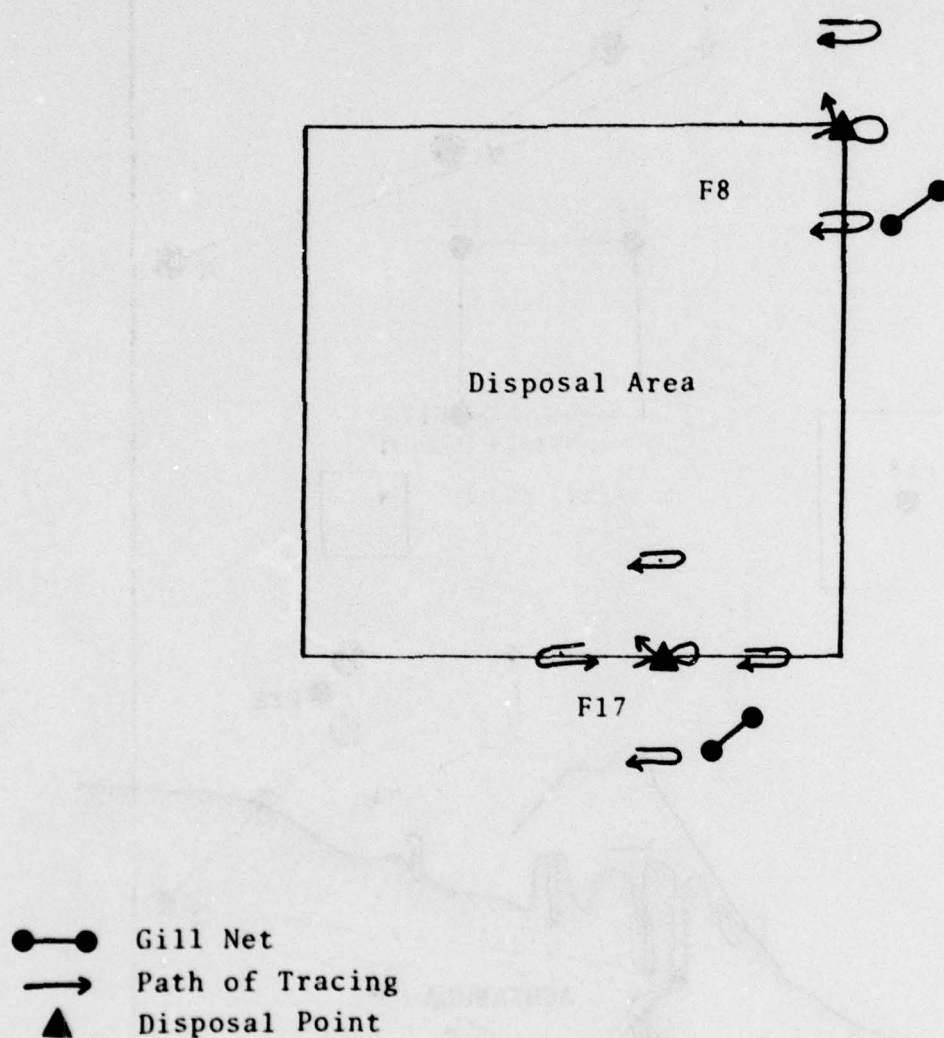 F8
Disposal Area
F17
Gill Net
Path of Tracing
Disposal Point